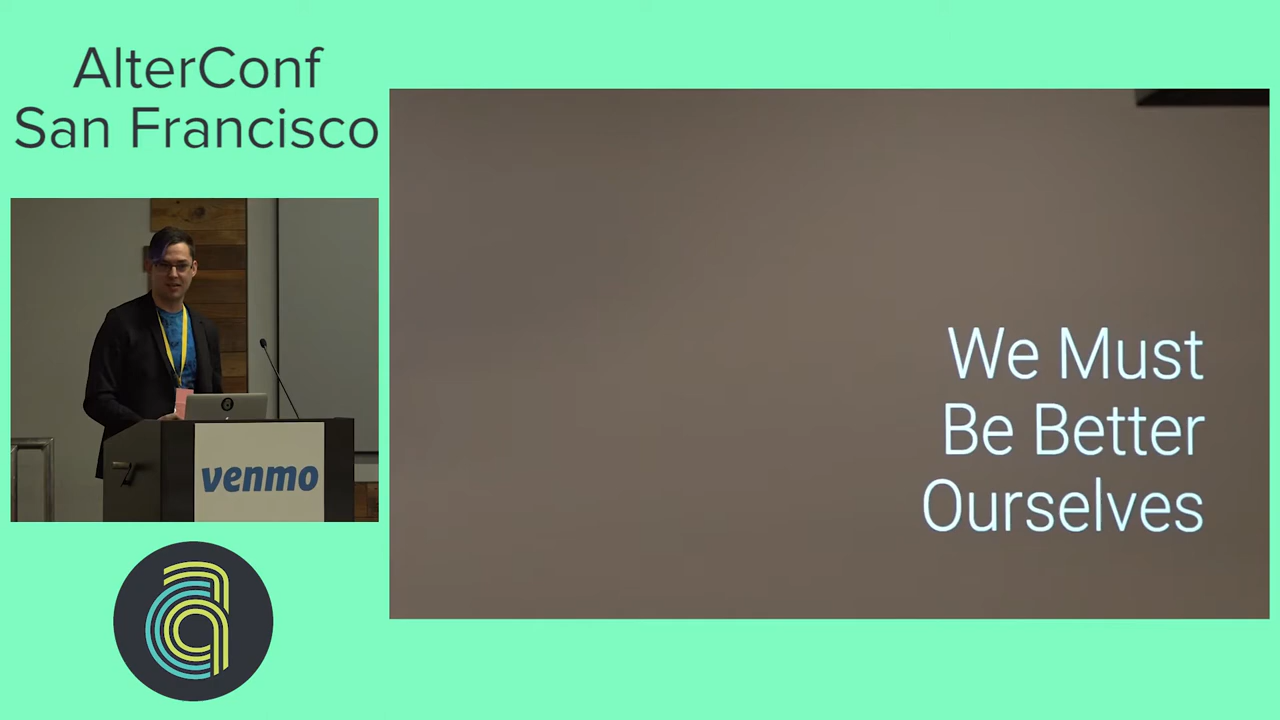 AlterConf
San Francisco
venmo
We Must
Be Better
Ourselves